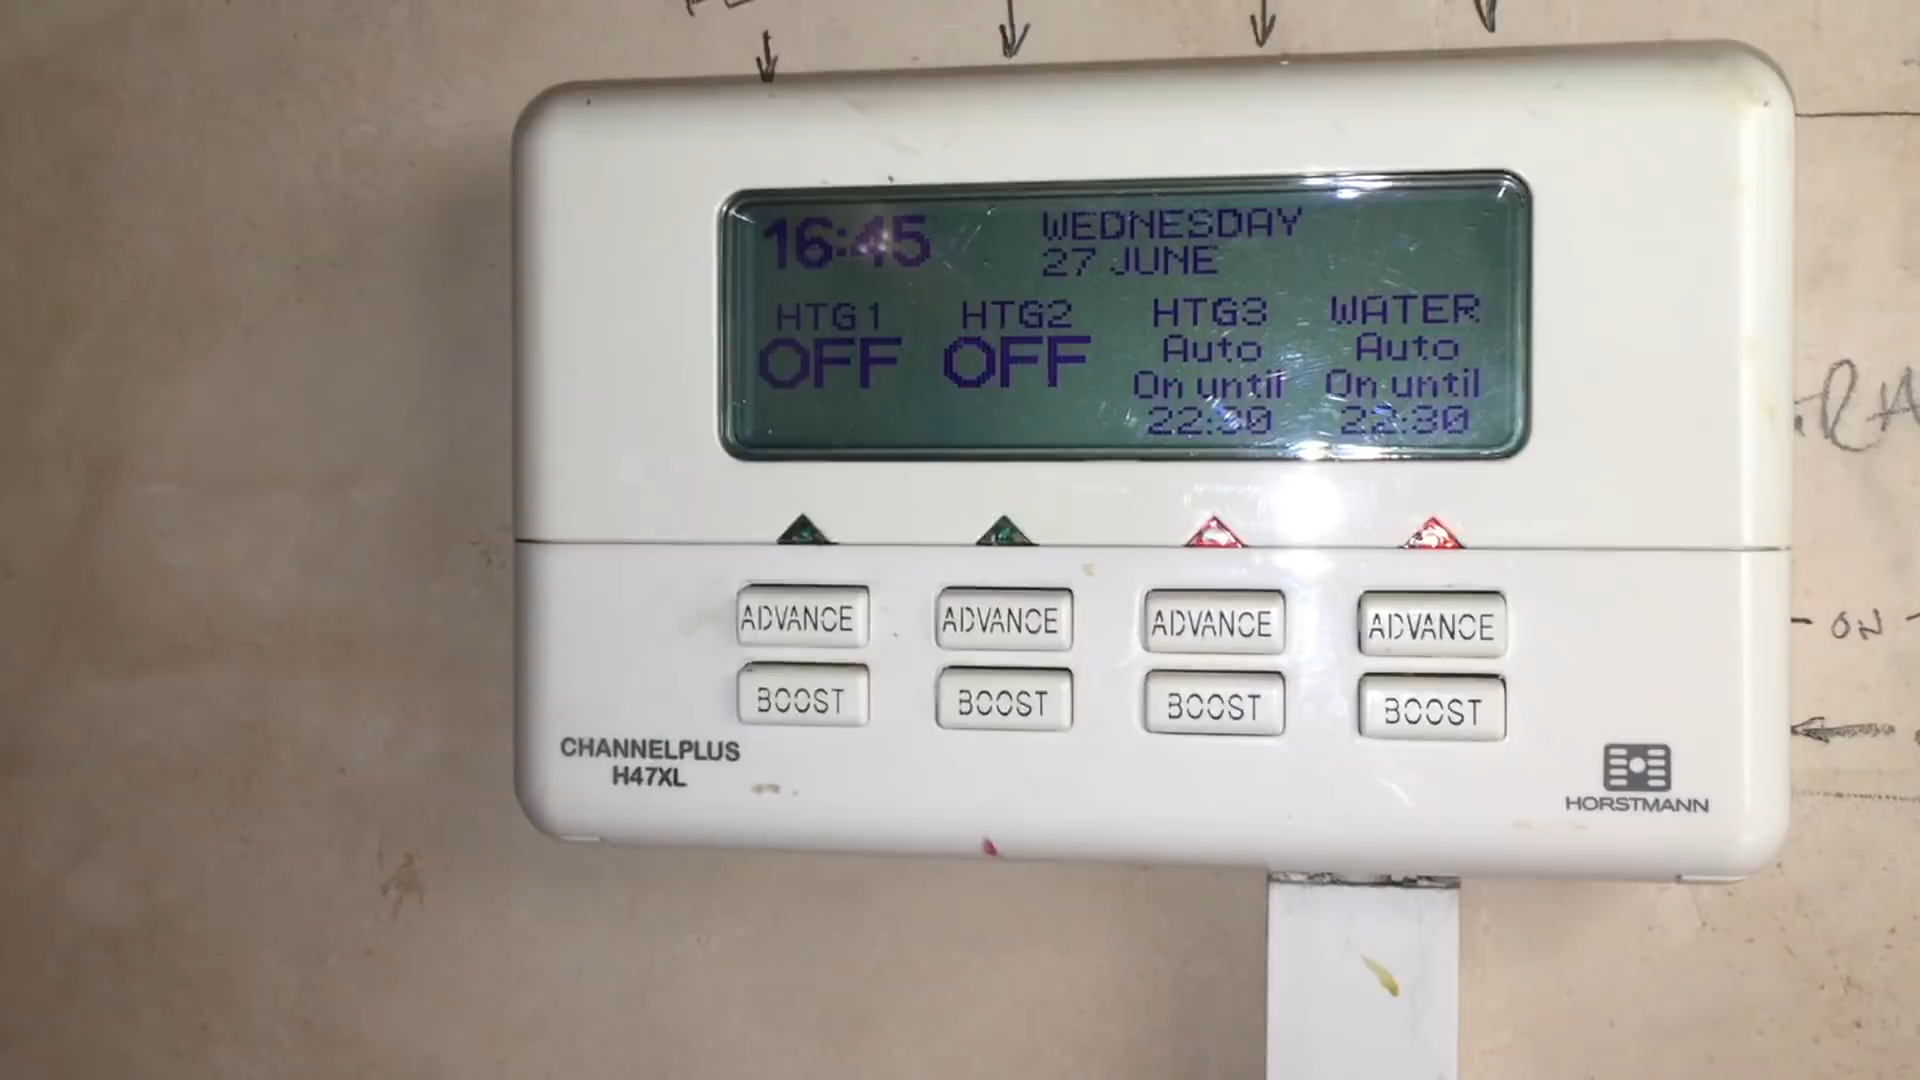 16:45
WEDNESDAY
27 JUNE
HTG1 HTG2 HTG3 WATER
OFF OFF Auto Auto
On until On until
22:30 22:30
ADVANCE ADVANCE ADVANCE ADVANCE
BOOST BOOST BOOST BOOST
CHANNELPLUS
H47XL
HORSTMANN
ON